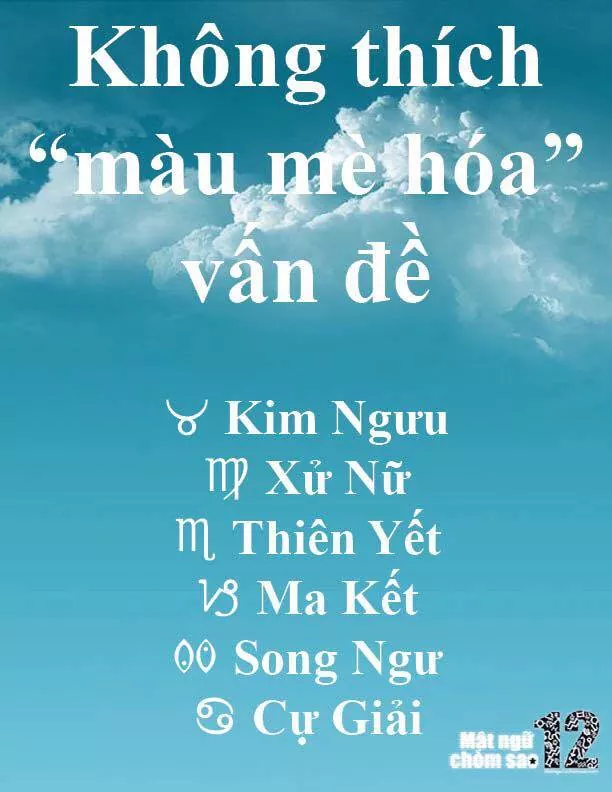 Không thích
“màu mè hóa”
vấn đề
♉ Kim Ngưu
♍ Xử Nữ
♏ Thiên Yết
♑ Ma Kết
♓ Song Ngư
♋ Cự Giải
Mật ngữ 12
chòm sao